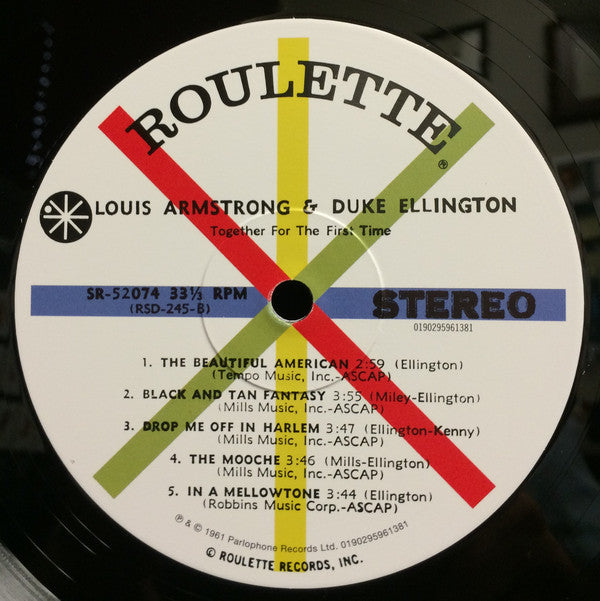 ROULETTE®
LOUIS ARMSTRONG & DUKE ELLINGTON
Together For The First Time
SR-52074 33⅓ RPM
(RSD-245-B)
STEREO
0190295961381
1. THE BEAUTIFUL AMERICAN 2:59 (Ellington)
(Tempo Music, Inc.-ASCAP)
2. BLACK AND TAN FANTASY 3:55 (Miley-Ellington)
(Mills Music, Inc.-ASCAP)
3. DROP ME OFF IN HARLEM 3:47 (Ellington-Kenny)
(Mills Music, Inc.-ASCAP)
4. THE MOOCHE 3:46 (Mills-Ellington)
(Mills Music, Inc.-ASCAP)
5. IN A MELLOWTONE 3:44 (Ellington)
(Robbins Music Corp.-ASCAP)
℗ & © 1961 Parlophone Records Ltd. 0190295961381
© ROULETTE RECORDS, INC.